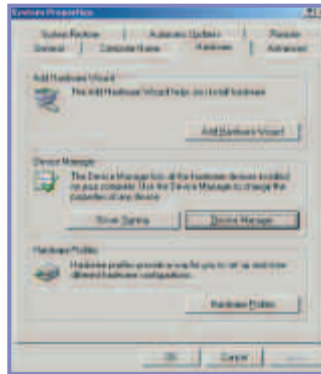 System Properties
System Restore Automatic Updates Remote
General Computer Name Hardware Advanced
Add Hardware Wizard
The Add Hardware Wizard helps you install hardware.
Add Hardware Wizard
Device Manager
The Device Manager lists all the hardware devices installed
on your computer. Use the Device Manager to change the
properties of any device.
Driver Signing Device Manager
Hardware Profiles
Hardware profiles provide a way for you to set up and store
different hardware configurations.
Hardware Profiles
OK Cancel